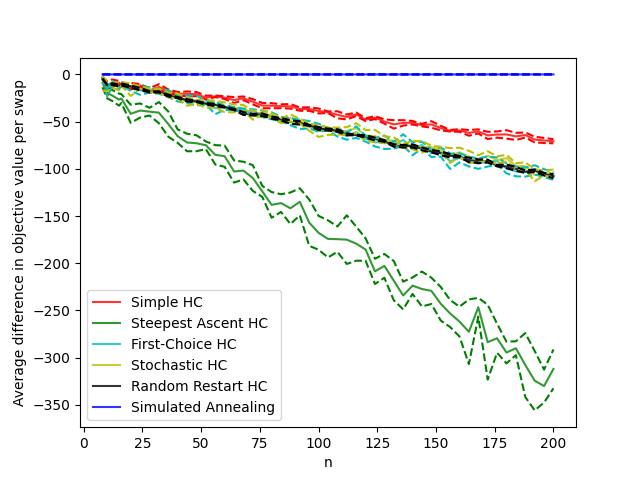 Average difference in objective value per swap
0
−50
−100
−150
−200
−250
−300
−350
Simple HC
Steepest Ascent HC
First-Choice HC
Stochastic HC
Random Restart HC
Simulated Annealing
0 25 50 75 100 125 150 175 200
n